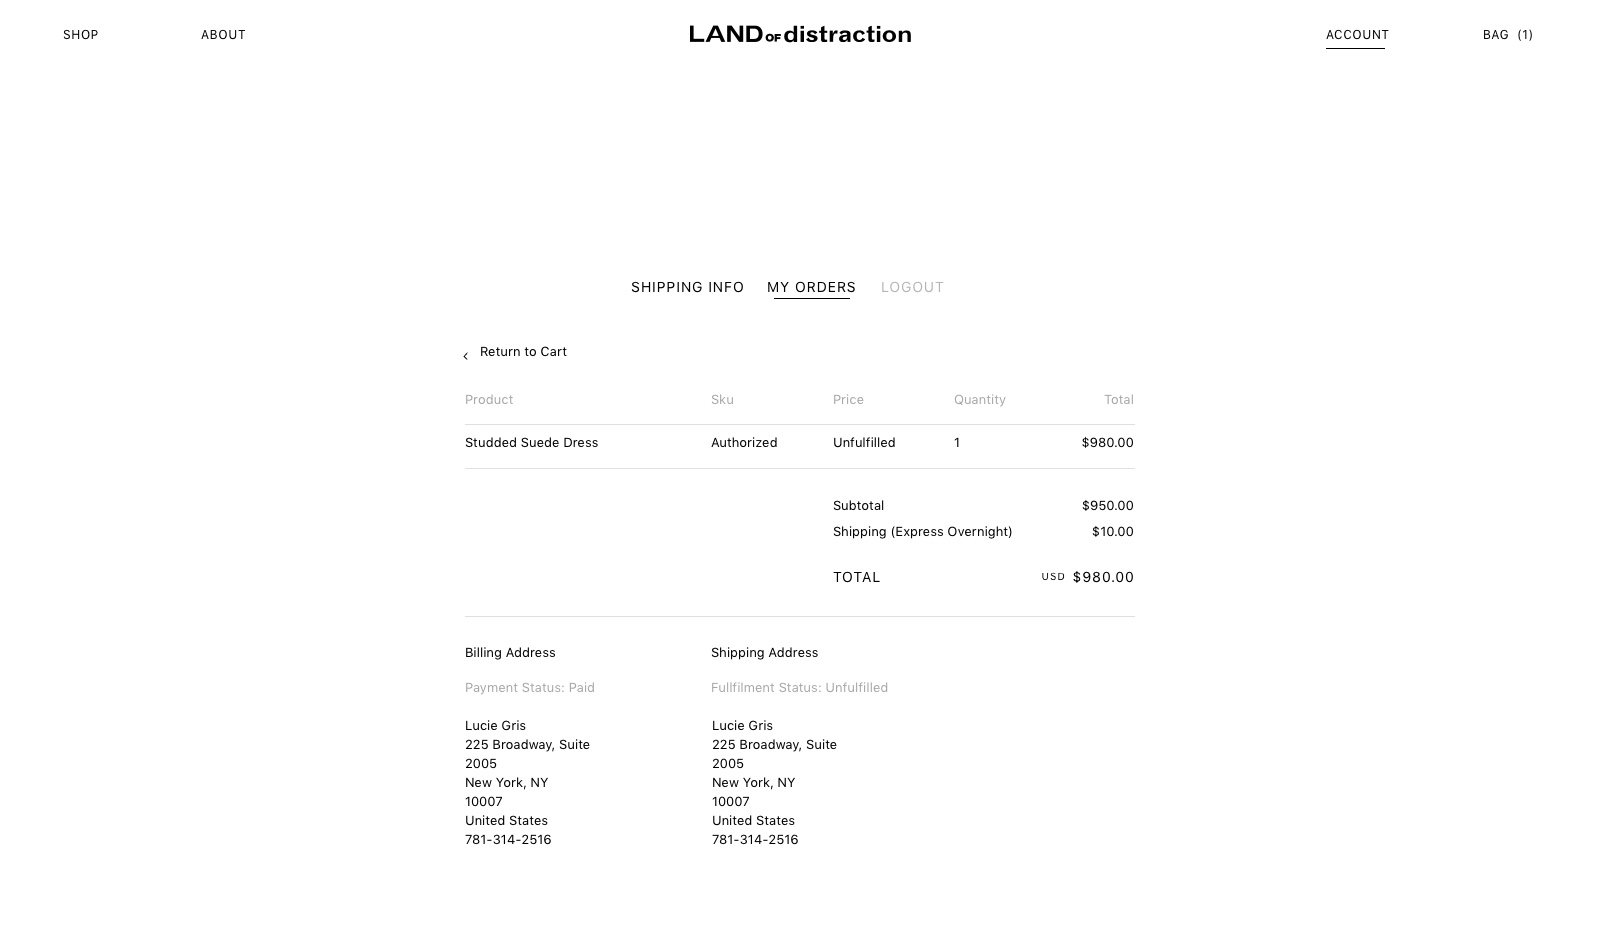 SHOP ABOUT LAND OF distraction ACCOUNT BAG (1)
SHIPPING INFO MY ORDERS LOGOUT
‹ Return to Cart
Product Sku Price Quantity Total
Studded Suede Dress Authorized Unfulfilled 1 $980.00
Subtotal $950.00
Shipping (Express Overnight) $10.00
TOTAL USD $980.00
Billing Address Shipping Address
Payment Status: Paid Fullfilment Status: Unfulfilled
Lucie Gris Lucie Gris
225 Broadway, Suite 225 Broadway, Suite
2005 2005
New York, NY New York, NY
10007 10007
United States United States
781-314-2516 781-314-2516